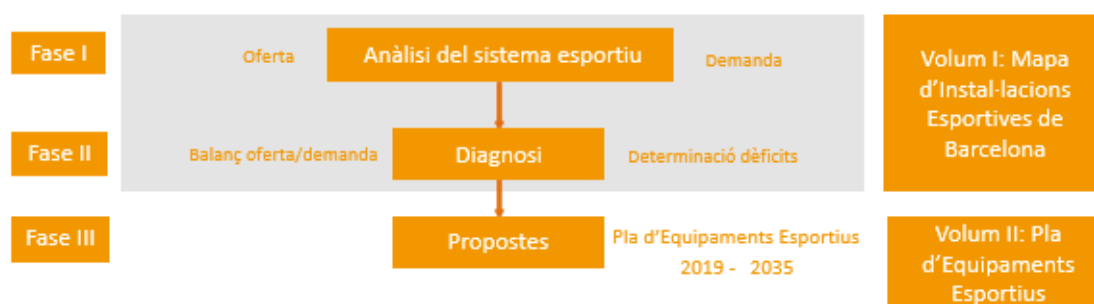 Fase I
Oferta
Anàlisi del sistema esportiu
Demanda
Volum I: Mapa
d'Instal·lacions
Esportives de
Barcelona
Fase II
Balanç oferta/demanda
Diagnosi
Determinació dèficits
Fase III
Propostes
Pla d'Equipaments Esportius
2019 - 2035
Volum II: Pla
d'Equipaments
Esportius